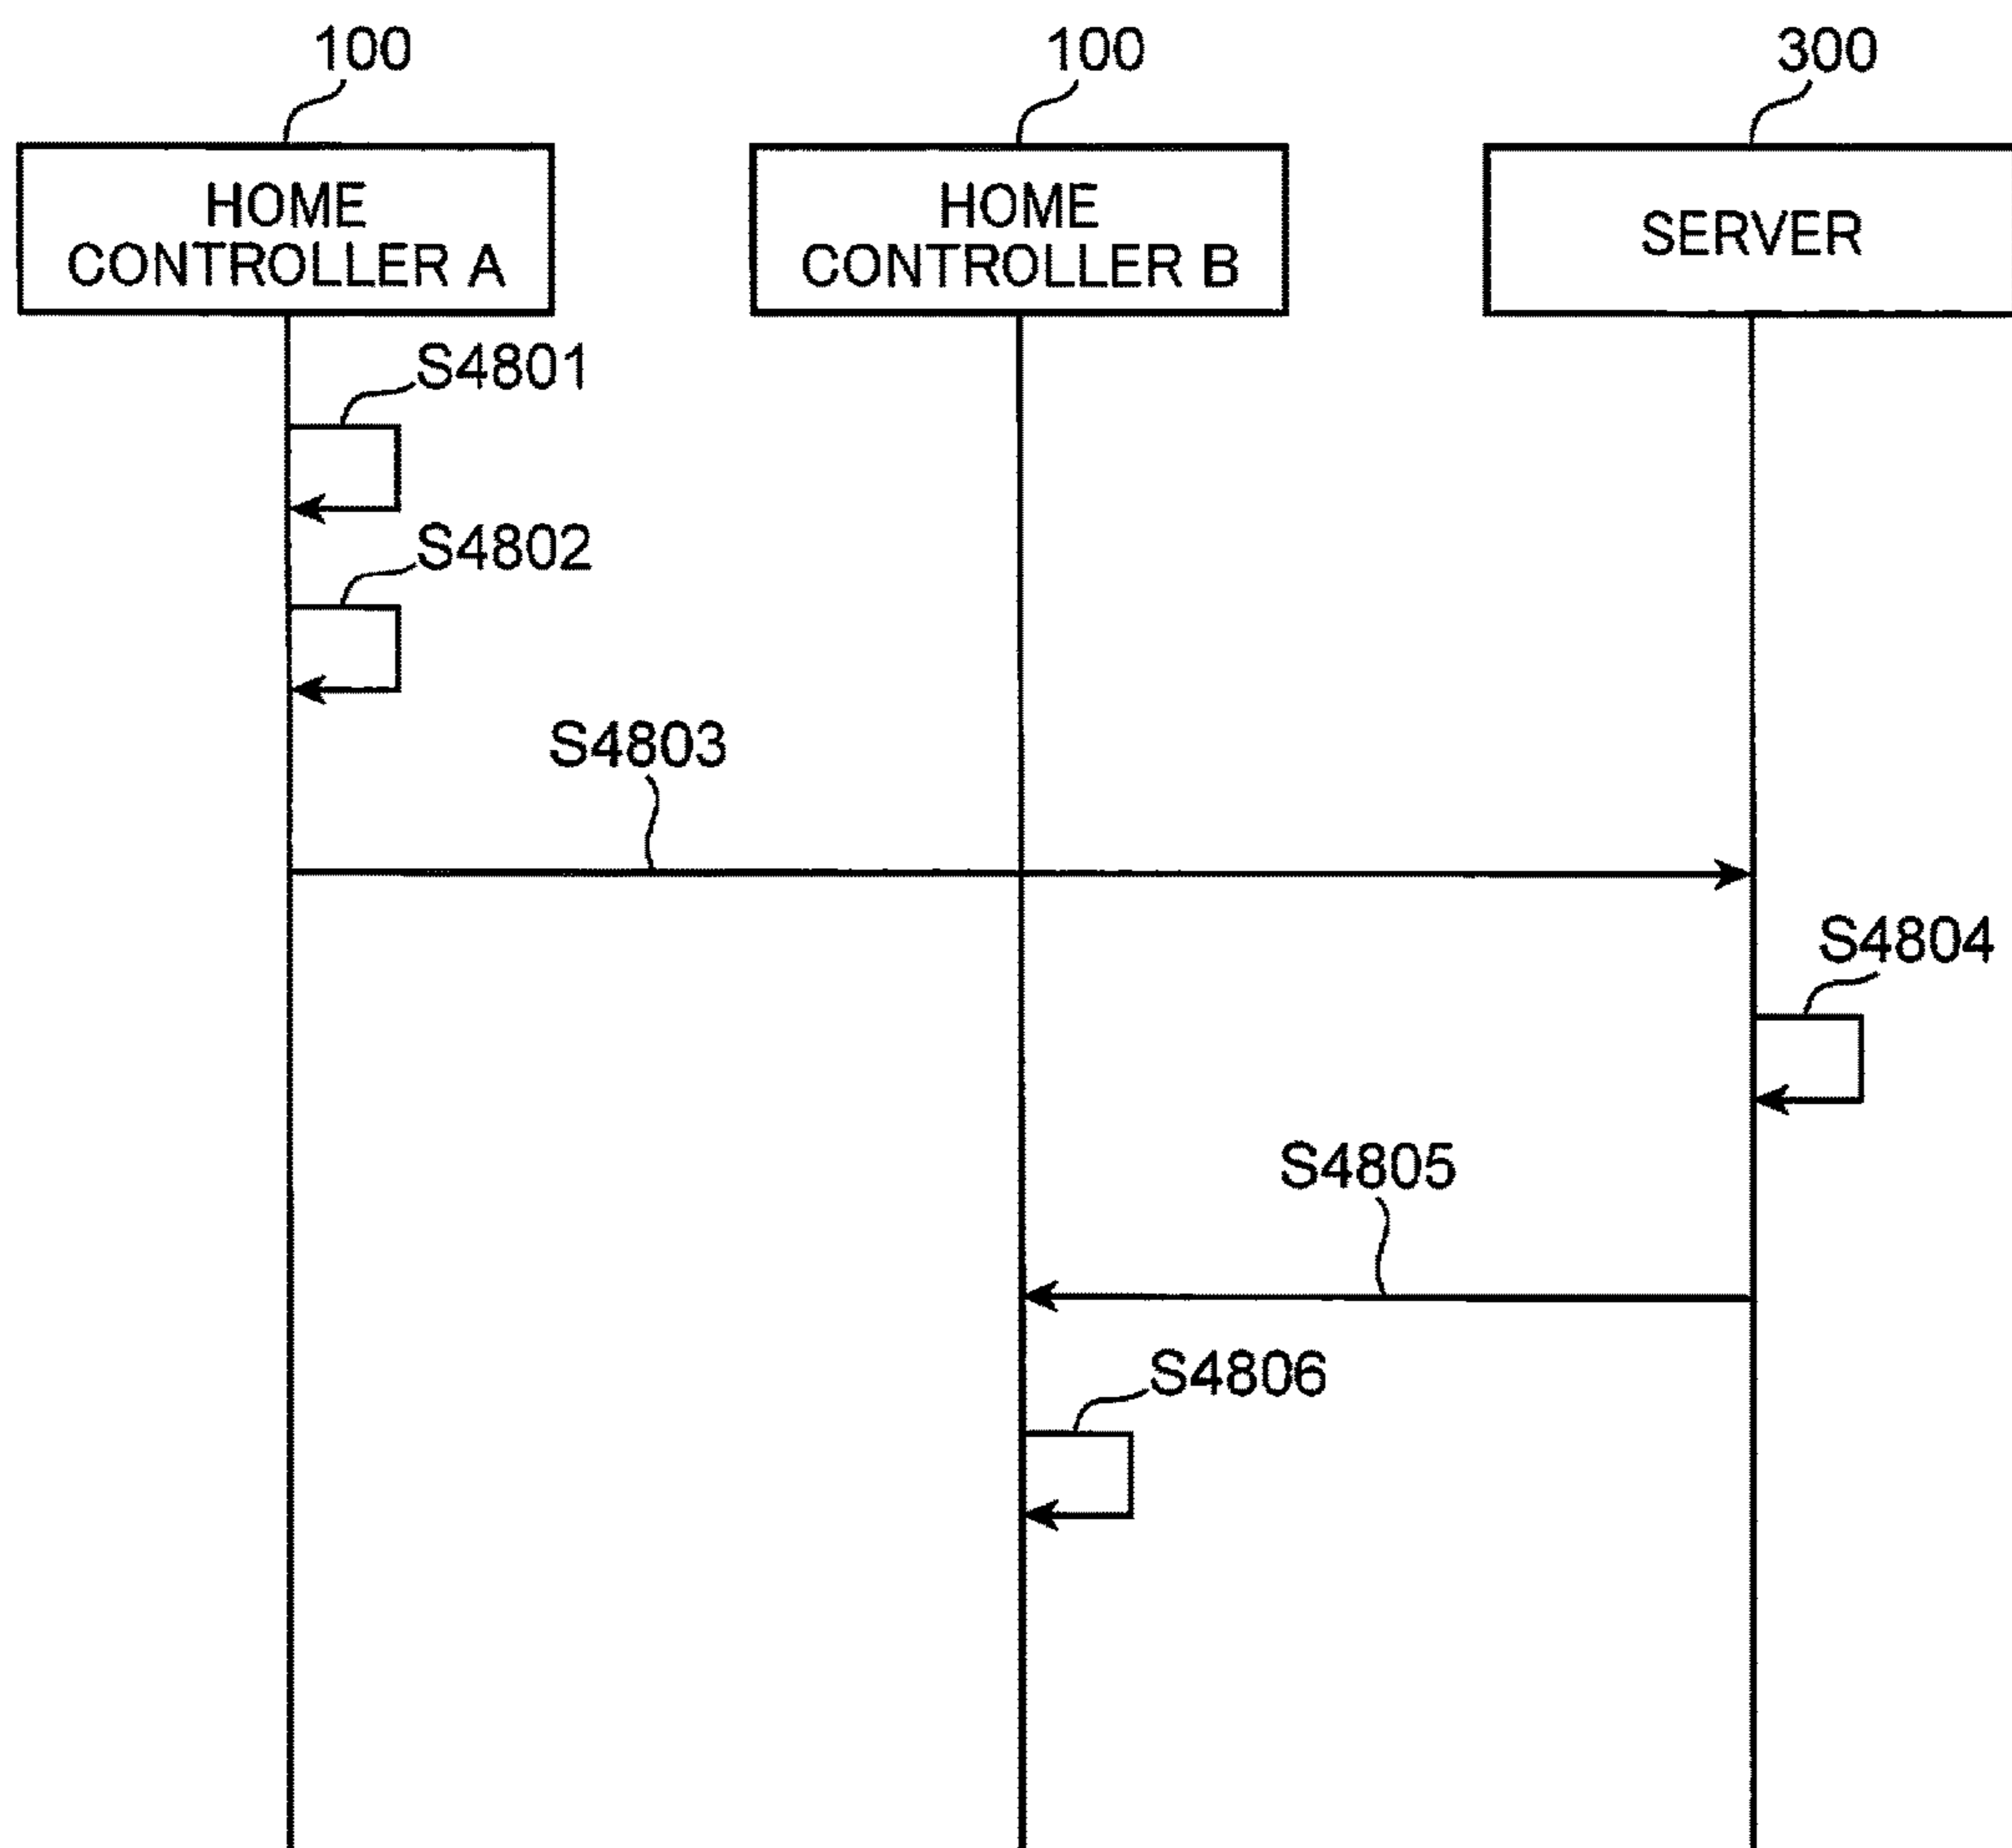 100
100
300
HOME
CONTROLLER A
HOME
CONTROLLER B
SERVER
S4801
S4802
S4803
S4804
S4805
S4806